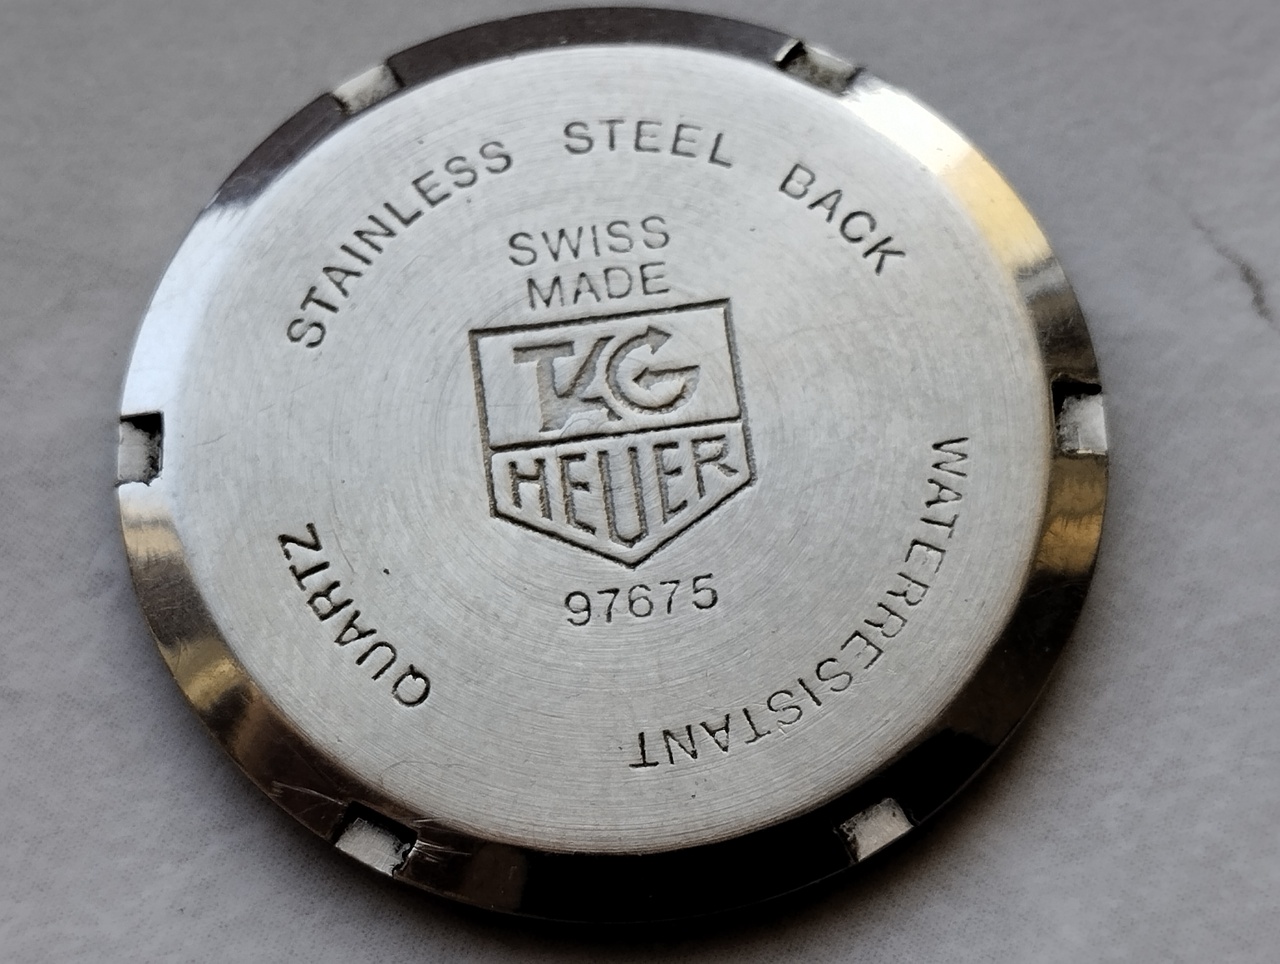 STAINLESS STEEL BACK
SWISS
MADE
TAG
HEUER
97675
WATERRESISTANT
QUARTZ